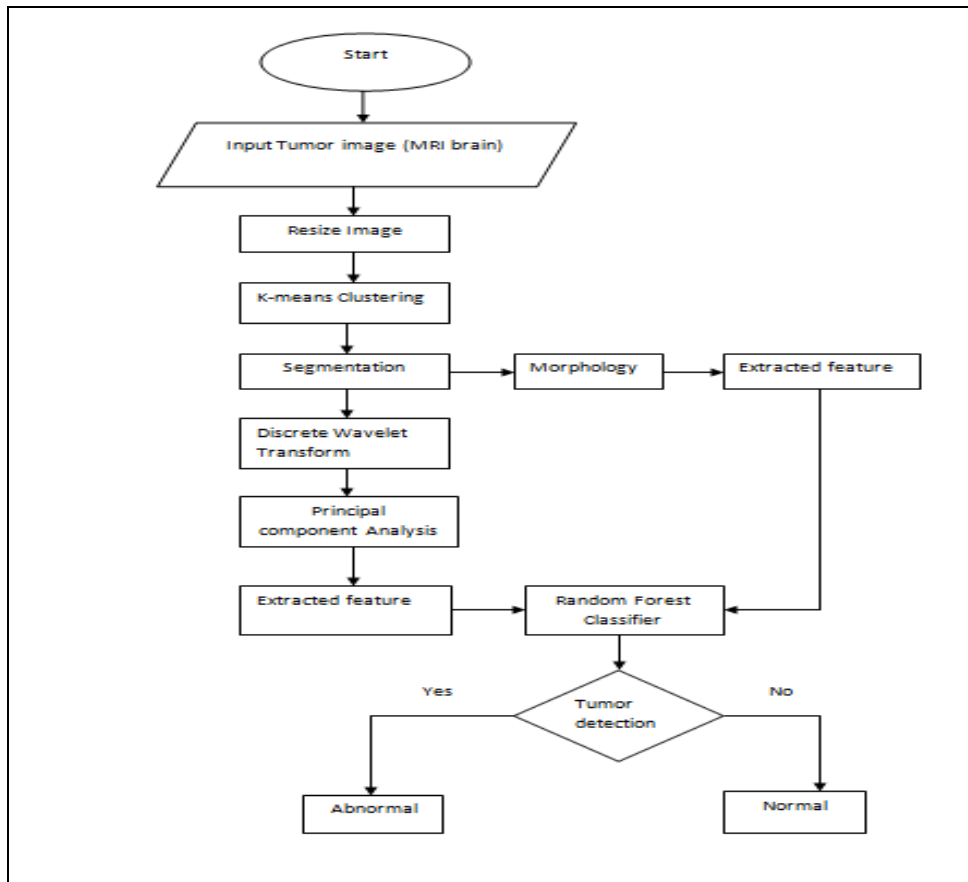 Start
Input Tumor image (MRI brain)
Resize Image
K-means Clustering
Segmentation
Morphology
Extracted feature
Discrete Wavelet
Transform
Principal
component Analysis
Extracted feature
Random Forest
Classifier
Yes
Tumor
detection
No
Abnormal
Normal